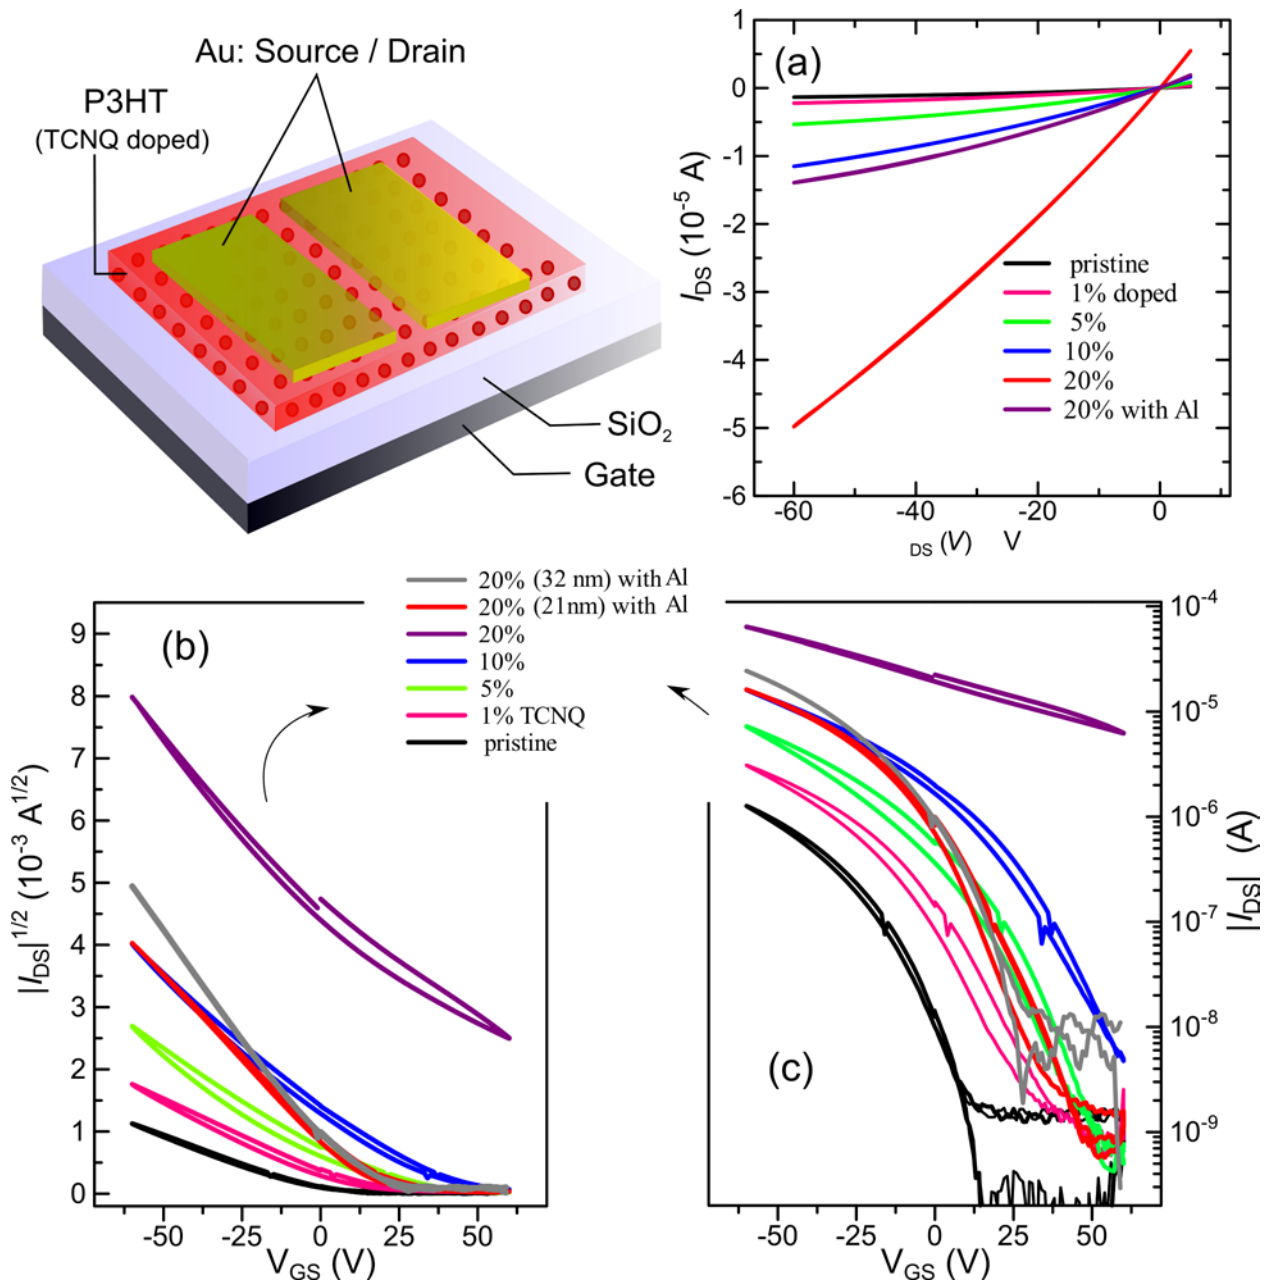 Au: Source / Drain
P3HT
(TCNQ doped)
SiO2
Gate
(a)
1
0
-1
-2
-3
-4
-5
-6
IDS (10-5 A)
pristine
1% doped
5%
10%
20%
20% with Al
-60
-40
-20
0
DS (V) V
20% (32 nm) with Al
20% (21nm) with Al
20%
10%
5%
1% TCNQ
pristine
(b)
9
8
7
6
5
4
3
2
1
0
|IDS|1/2 (10-3 A1/2)
-50
-25
0
25
50
VGS (V)
(c)
10-4
10-5
10-6
10-7
10-8
10-9
|IDS| (A)
-50
-25
0
25
50
VGS (V)